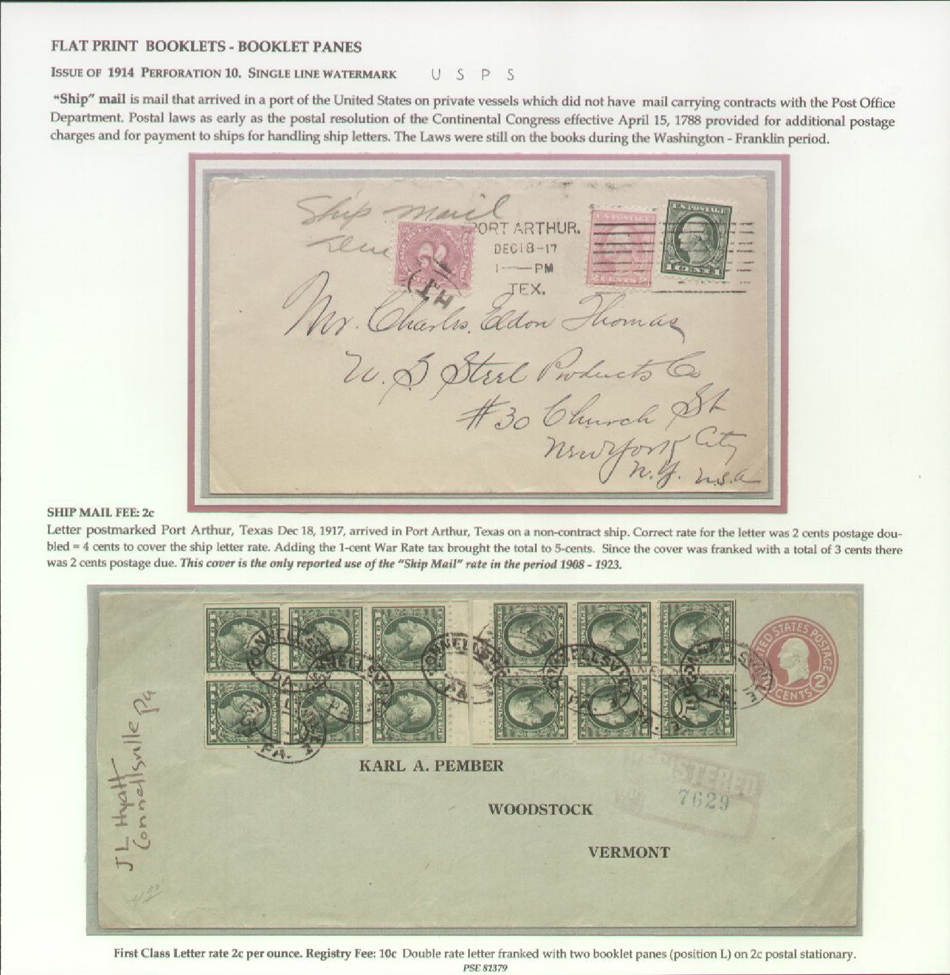 FLAT PRINT BOOKLETS - BOOKLET PANES
ISSUE OF 1914 PERFORATION 10. SINGLE LINE WATERMARK U S P S
"Ship" mail is mail that arrived in a port of the United States on private vessels which did not have mail carrying contracts with the Post Office
Department. Postal laws as early as the postal resolution of the Continental Congress effective April 15, 1788 provided for additional postage
charges and for payment to ships for handling ship letters. The Laws were still on the books during the Washington - Franklin period.
Ship Mail
Due
PORT ARTHUR.
DEC 18-17
1 — PM
TEX.
U.S. POSTAGE
U.S. POSTAGE
1 CENT 1
Mr. Charles Eldon Thomas
U. S Steel Products Co
#30 Church St
New York City
N.Y. U.S.A
SHIP MAIL FEE: 2c
Letter postmarked Port Arthur, Texas Dec 18, 1917, arrived in Port Arthur, Texas on a non-contract ship. Correct rate for the letter was 2 cents postage dou-
bled = 4 cents to cover the ship letter rate. Adding the 1-cent War Rate tax brought the total to 5-cents. Since the cover was franked with a total of 3 cents there
was 2 cents postage due. This cover is the only reported use of the "Ship Mail" rate in the period 1908 - 1923.
UNITED STATES POSTAGE
2 CENTS 2
CONNELLSVILLE
PA.
REGISTERED
7629
KARL A. PEMBER
WOODSTOCK
VERMONT
J L Hyatt
Connellsville Pa
First Class Letter rate 2c per ounce. Registry Fee: 10c Double rate letter franked with two booklet panes (position L) on 2c postal stationary.
PSE 81379